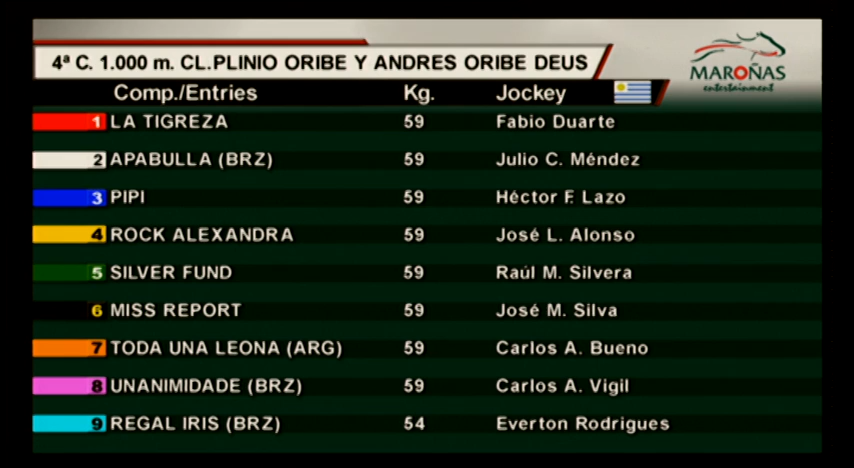 4ª C. 1.000 m. CL.PLINIO ORIBE Y ANDRES ORIBE DEUS
MAROÑAS
entertainment
Comp./Entries Kg. Jockey
1 LA TIGREZA 59 Fabio Duarte
2 APABULLA (BRZ) 59 Julio C. Méndez
3 PIPI 59 Héctor F. Lazo
4 ROCK ALEXANDRA 59 José L. Alonso
5 SILVER FUND 59 Raúl M. Silvera
6 MISS REPORT 59 José M. Silva
7 TODA UNA LEONA (ARG) 59 Carlos A. Bueno
8 UNANIMIDADE (BRZ) 59 Carlos A. Vigil
9 REGAL IRIS (BRZ) 54 Everton Rodrigues